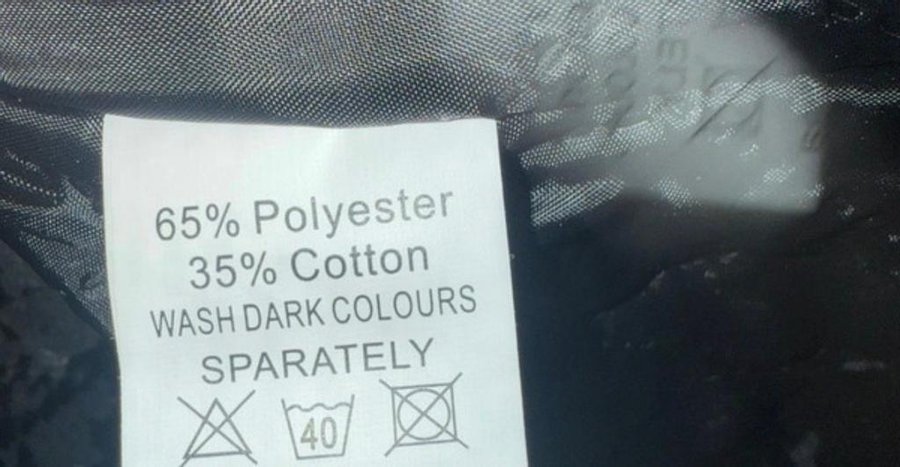 65% Polyester
35% Cotton
WASH DARK COLOURS
SPARATELY
40